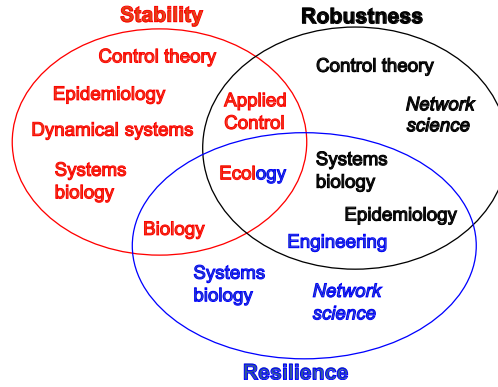 Stability
Robustness
Control theory
Epidemiology
Dynamical systems
Systems
biology
Applied
Control
Control theory
Network
science
Ecology
Systems
biology
Epidemiology
Biology
Engineering
Systems
biology
Network
science
Resilience